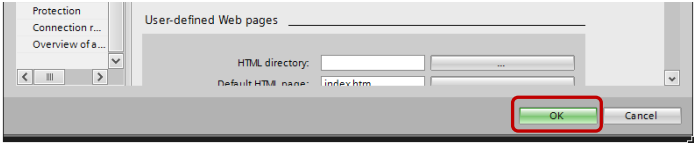 Protection
Connection r...
Overview of a...
User-defined Web pages
HTML directory:
...
Default HTML page: index.htm
OK
Cancel